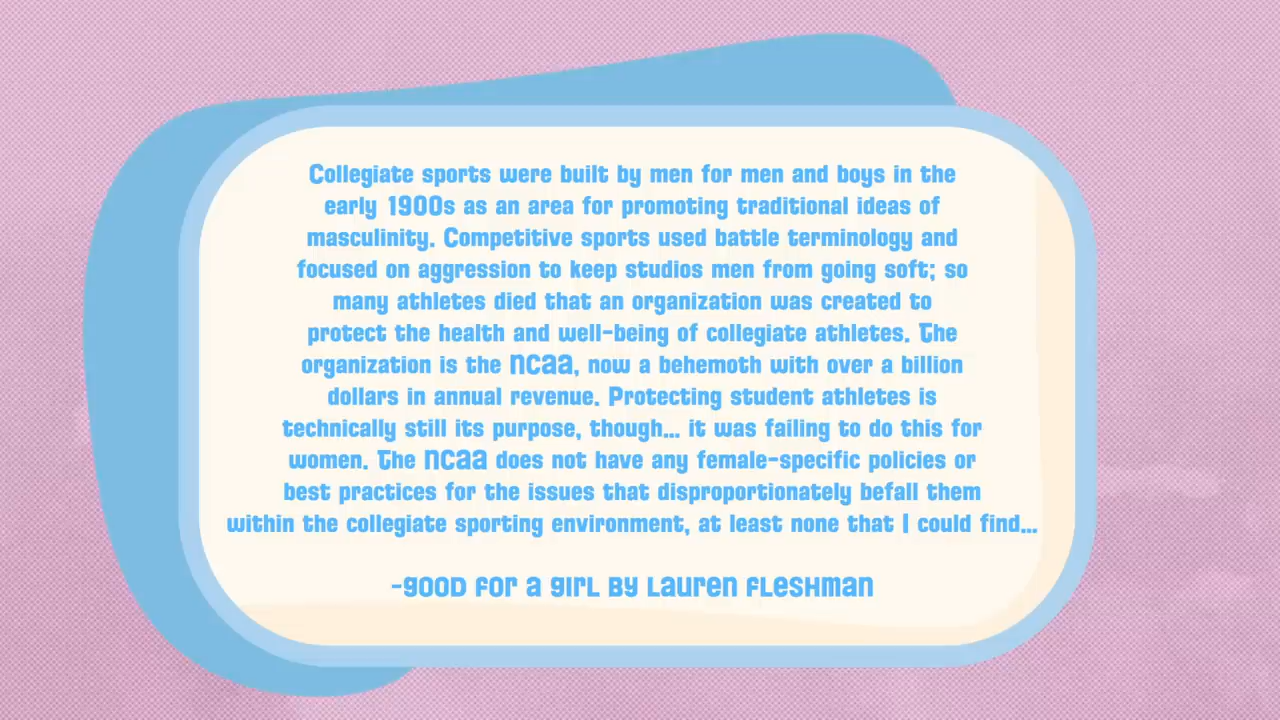 Collegiate sports were built by men for men and boys in the
early 1900s as an area for promoting traditional ideas of
masculinity. Competitive sports used battle terminology and
focused on aggression to keep studios men from going soft; so
many athletes died that an organization was created to
protect the health and well-being of collegiate athletes. The
organization is the NCAA, now a behemoth with over a billion
dollars in annual revenue. Protecting student athletes is
technically still its purpose, though... it was failing to do this for
women. The NCAA does not have any female-specific policies or
best practices for the issues that disproportionately befall them
within the collegiate sporting environment, at least none that I could find...
-Good for a Girl by Lauren Fleshman